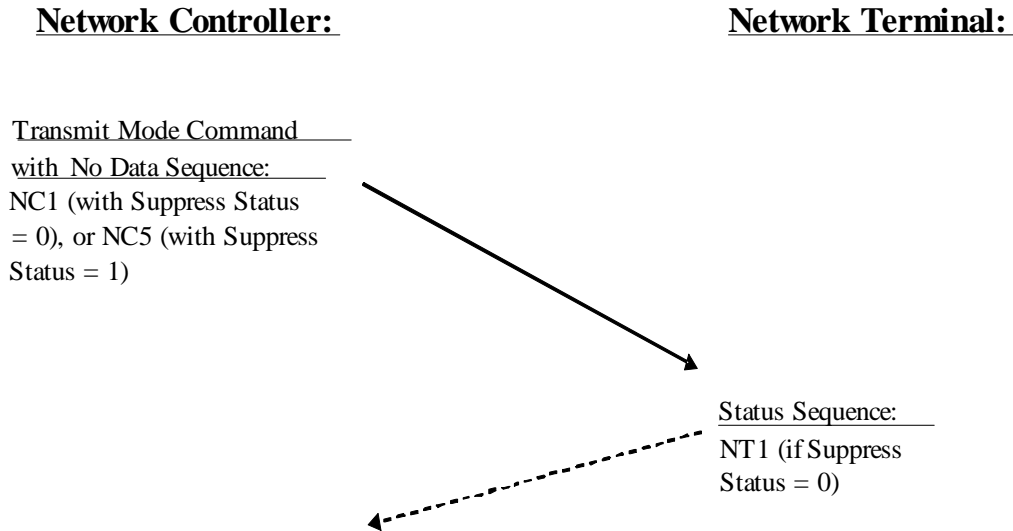 Network Controller:
Network Terminal:
Transmit Mode Command
with No Data Sequence:
NC1 (with Suppress Status
= 0), or NC5 (with Suppress
Status = 1)
Status Sequence:
NT1 (if Suppress
Status = 0)